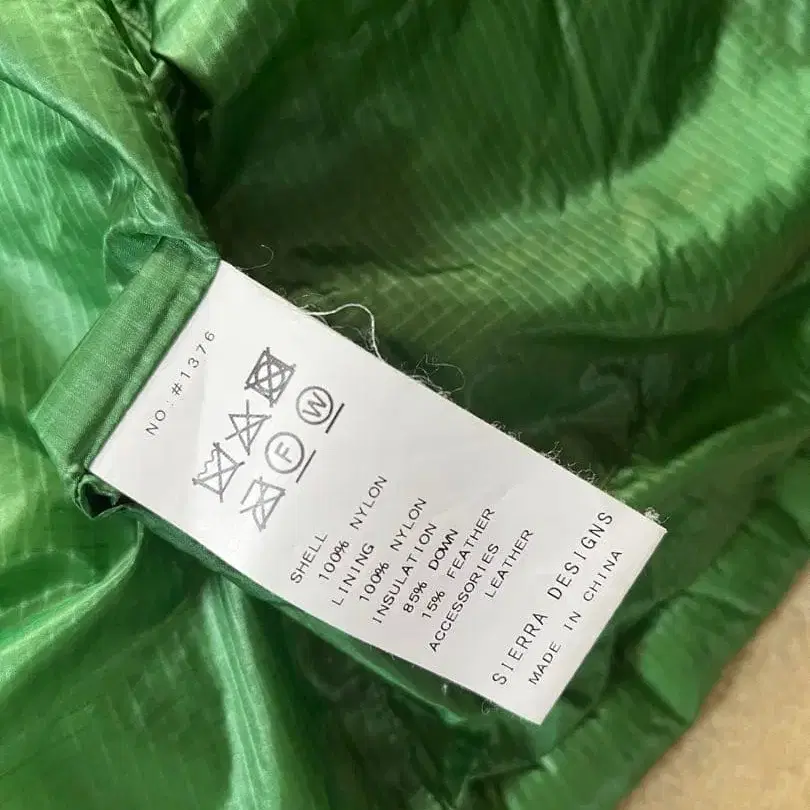 NO. #1376
W
F
SHELL
100% NYLON
LINING
100% NYLON
INSULATION
85% DOWN
15% FEATHER
ACCESSORIES
LEATHER
SIERRA DESIGNS
MADE IN CHINA